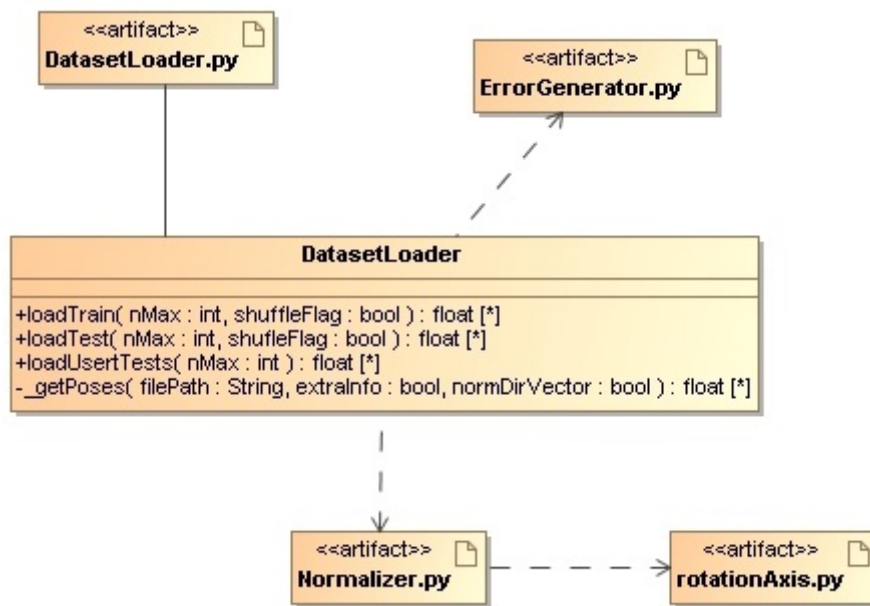 <<artifact>>
DatasetLoader.py
<<artifact>>
ErrorGenerator.py
DatasetLoader
+loadTrain( nMax : int, shuffleFlag : bool ) : float [*]
+loadTest( nMax : int, shufleFlag : bool ) : float [*]
+loadUsertTests( nMax : int ) : float [*]
-_getPoses( filePath : String, extraInfo : bool, normDirVector : bool ) : float [*]
<<artifact>>
Normalizer.py
<<artifact>>
rotationAxis.py